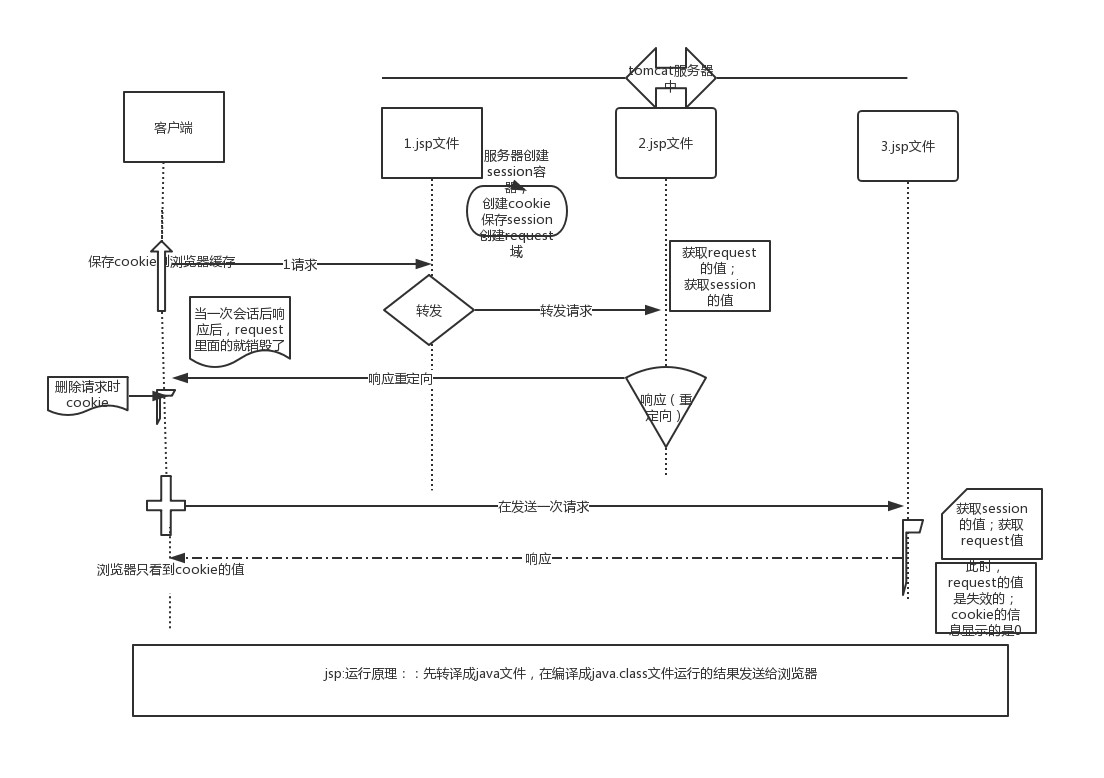 tomcat服务器
中
客户端
1.jsp文件
2.jsp文件
3.jsp文件
服务器创建
session容
器；
创建cookie
保存session
创建request
域
保存cookie到浏览器缓存
1请求
获取request
的值；
获取session
的值
转发
转发请求
当一次会话后响
应后，request
里面的就销毁了
响应重定向
删除请求时
cookie
响应（重
定向）
在发送一次请求
获取session
的值；获取
request值
响应
浏览器只看到cookie的值
此时，
request的值
是失效的；
cookie的信
息显示的是0
jsp:运行原理：：先转译成java文件，在编译成java.class文件运行的结果发送给浏览器